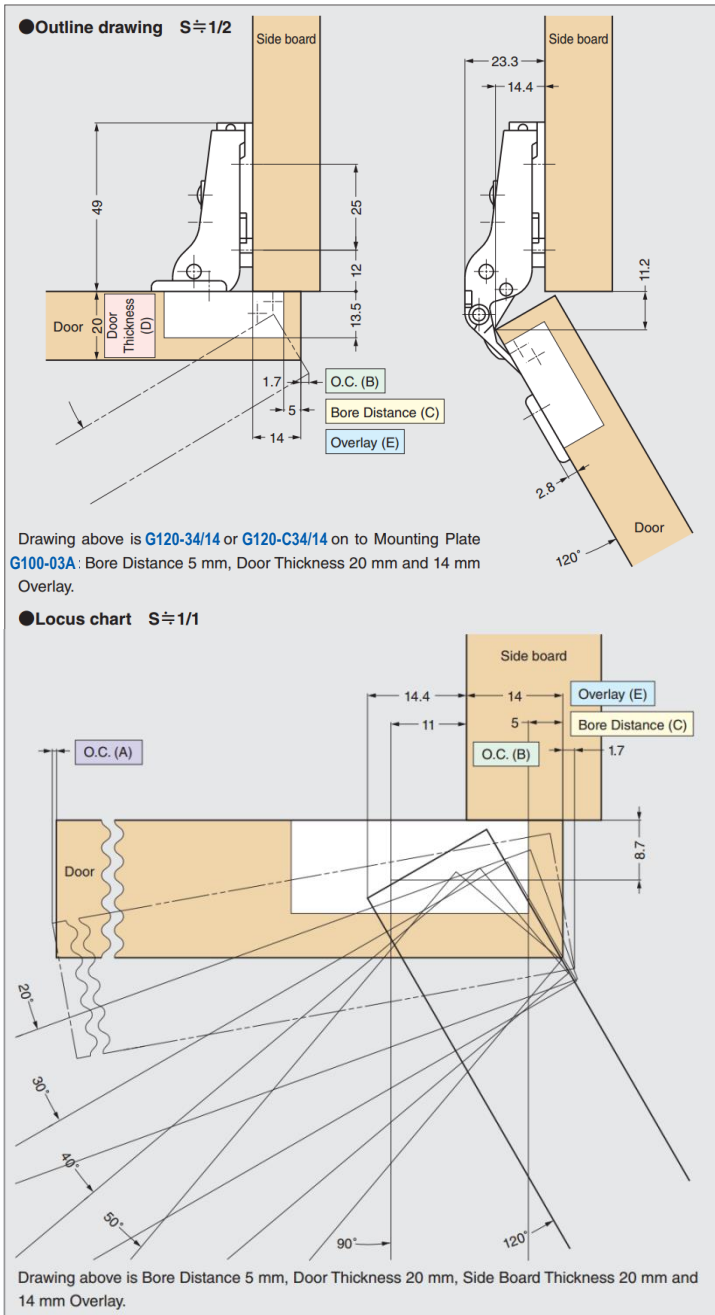 ●Outline drawing S≒1/2
Side board
Side board
23.3
14.4
49
25
12
11.2
Door
20
Door Thickness (D)
13.5
1.7
O.C. (B)
5
Bore Distance (C)
14
Overlay (E)
2.8
Door
120°
Drawing above is G120-34/14 or G120-C34/14 on to Mounting Plate
G100-03A: Bore Distance 5 mm, Door Thickness 20 mm and 14 mm
Overlay.
●Locus chart S≒1/1
Side board
14.4
14
Overlay (E)
11
5
Bore Distance (C)
O.C. (A)
O.C. (B)
1.7
Door
8.7
20°
30°
40°
50°
90°
120°
Drawing above is Bore Distance 5 mm, Door Thickness 20 mm, Side Board Thickness 20 mm and
14 mm Overlay.